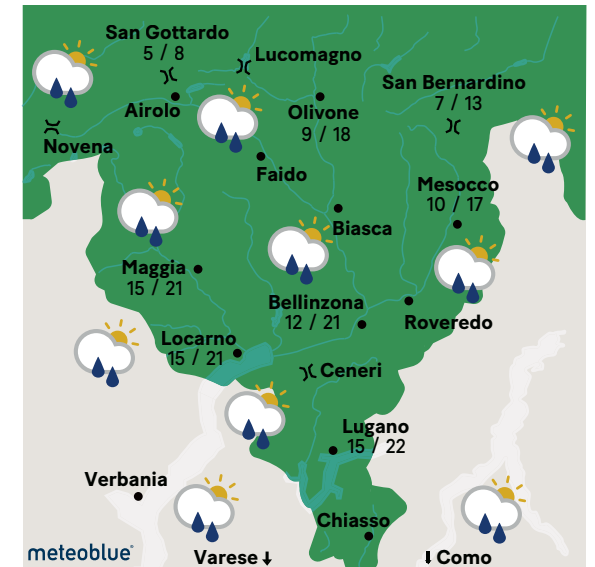 San Gottardo
5 / 8
Lucomagno
San Bernardino
7 / 13
Airolo
Olivone
9 / 18
Novena
Faido
Mesocco
10 / 17
Biasca
Maggia
15 / 21
Bellinzona
12 / 21
Roveredo
Locarno
15 / 21
Ceneri
Lugano
15 / 22
Verbania
Chiasso
meteoblue
Varese ↓
↓ Como